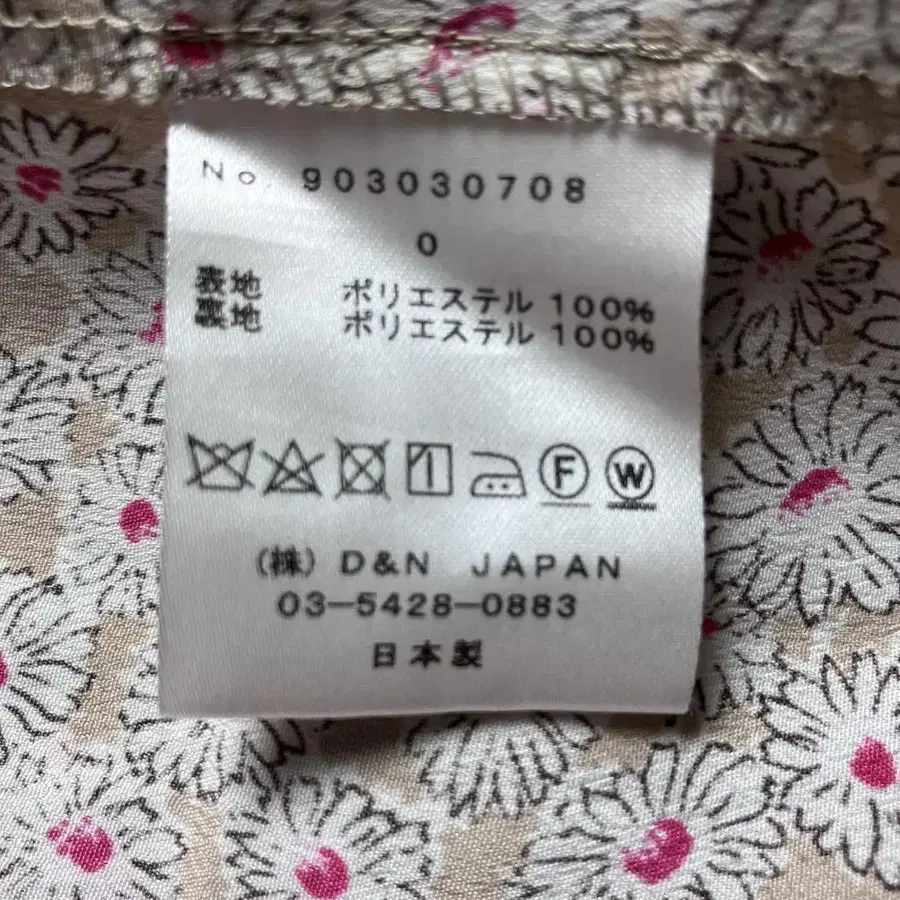 No. 903030708
0
表地 ポリエステル 100%
裏地 ポリエステル 100%
F W
(株) D&N JAPAN
03-5428-0883
日本製